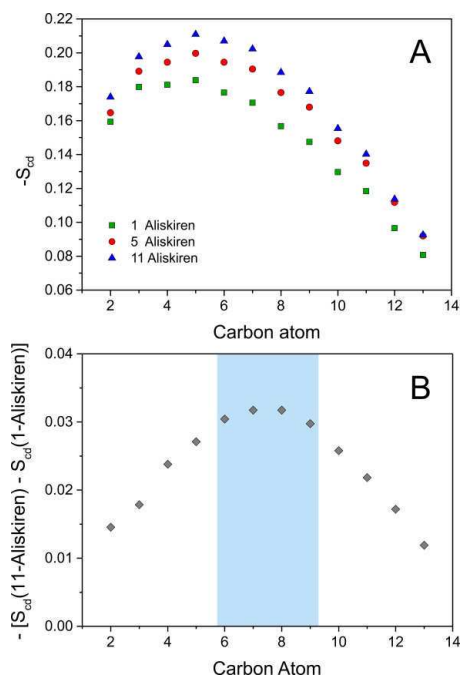 A
0.22
0.20
0.18
0.16
0.14
0.12
0.10
0.08
0.06
-Scd
1 Aliskiren
5 Aliskiren
11 Aliskiren
2 4 6 8 10 12 14
Carbon atom
B
0.04
0.03
0.02
0.01
0.00
- [Scd(11-Aliskiren) - Scd(1-Aliskiren)]
2 4 6 8 10 12 14
Carbon Atom